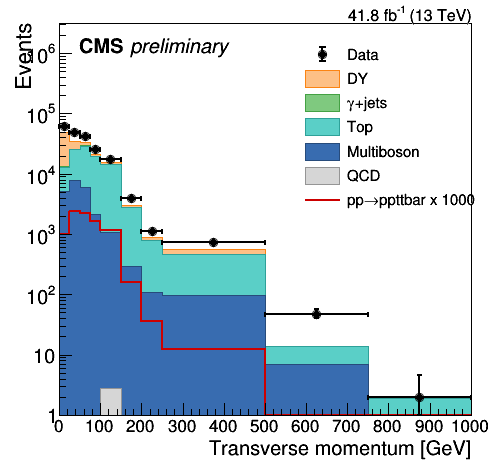 41.8 fb⁻¹ (13 TeV)
CMS preliminary
Events
Data
DY
γ+jets
Top
Multiboson
QCD
pp→ppttbar x 1000
10⁶
10⁵
10⁴
10³
10²
10
1
0 100 200 300 400 500 600 700 800 900 1000
Transverse momentum [GeV]